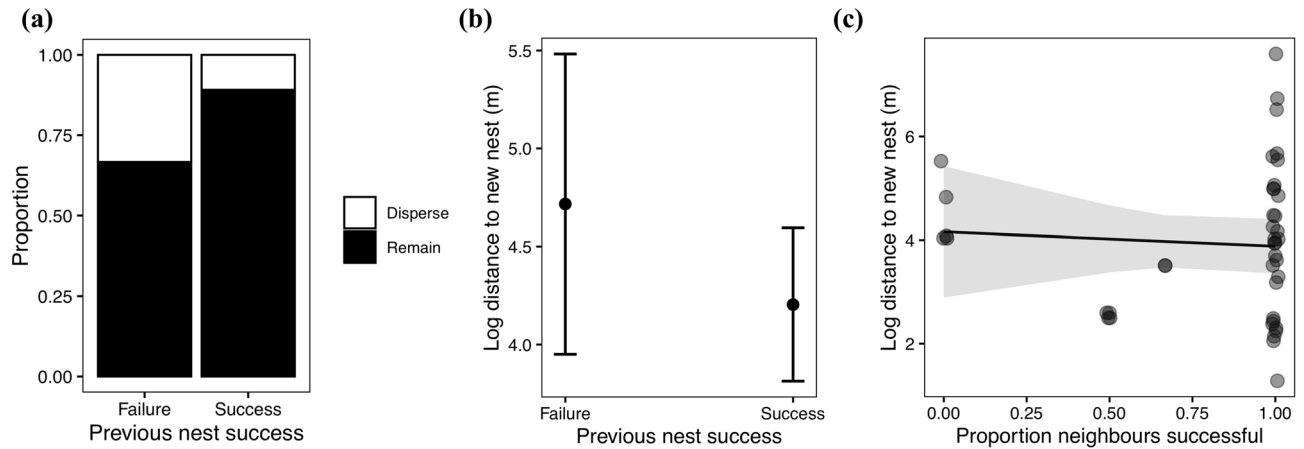 (a)
1.00
0.75
0.50
0.25
0.00
Proportion
Failure
Success
Previous nest success
Disperse
Remain
(b)
5.5
5.0
4.5
4.0
Log distance to new nest (m)
Failure
Success
Previous nest success
(c)
6
4
2
Log distance to new nest (m)
0.00
0.25
0.50
0.75
1.00
Proportion neighbours successful